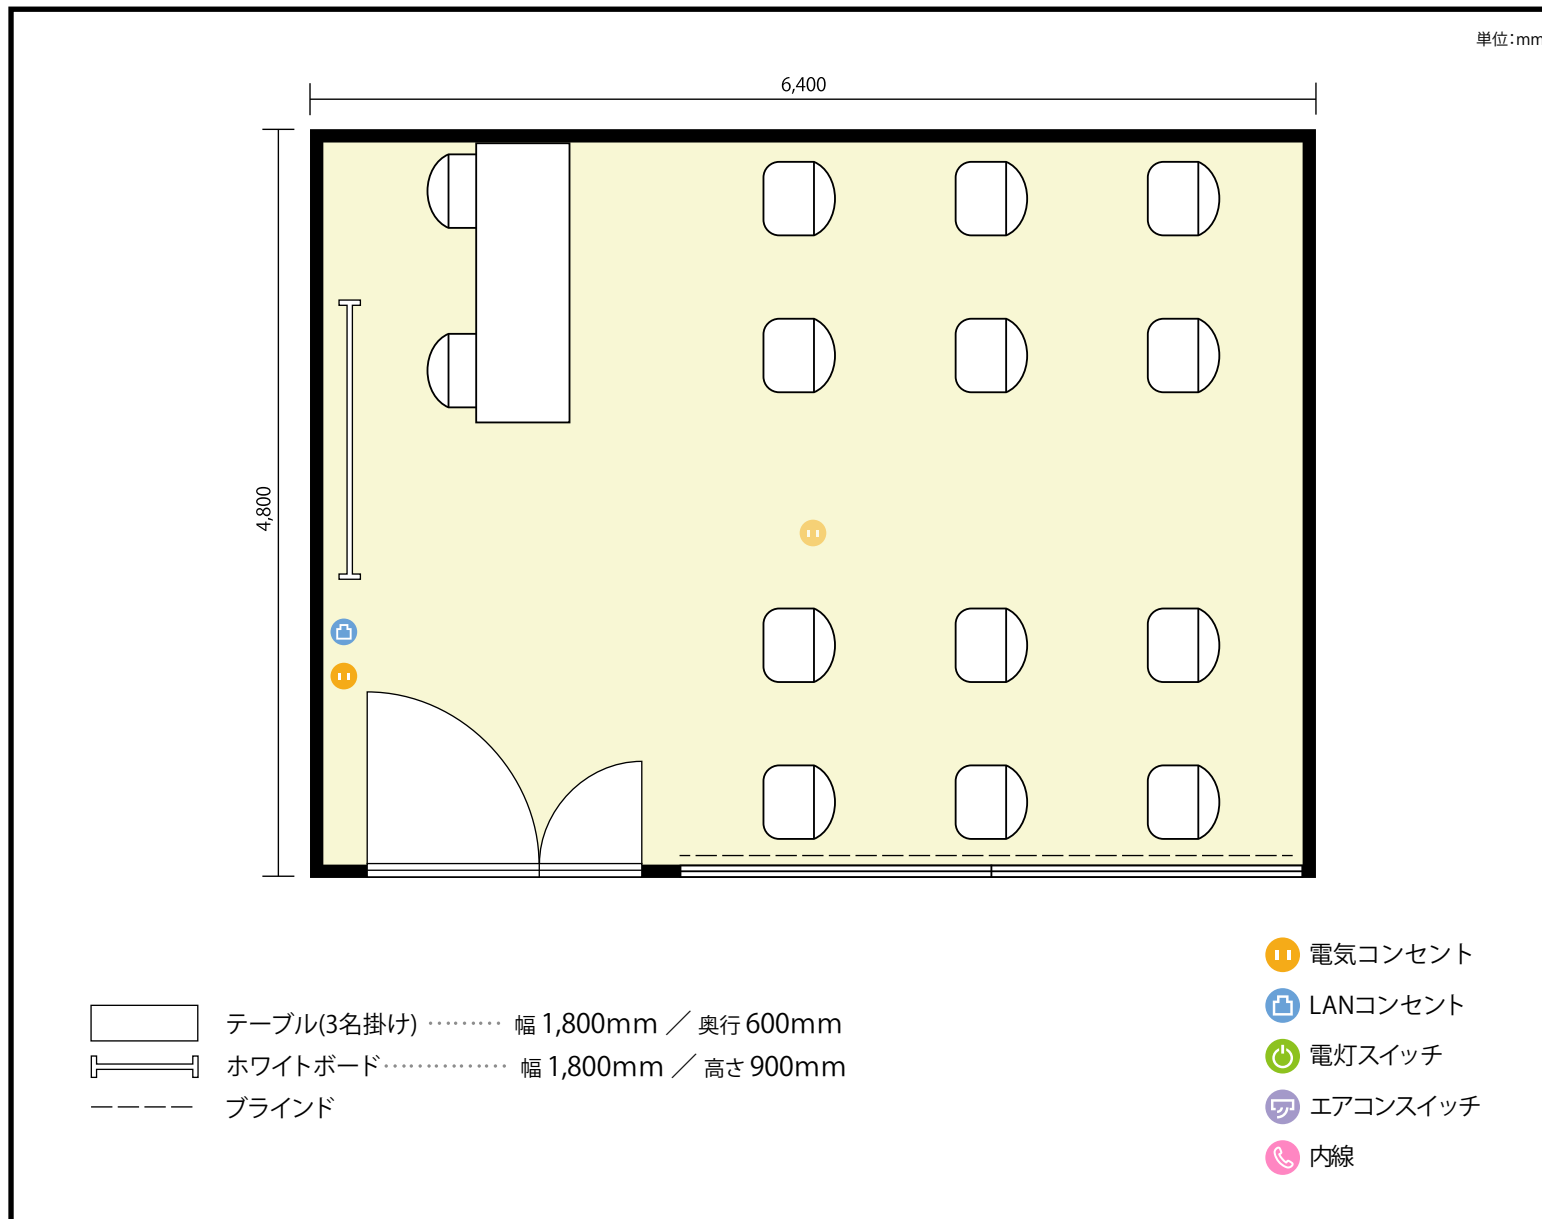 単位：mm
6,400
4,800
テーブル(3名掛け) ……… 幅 1,800mm ／ 奥行 600mm
ホワイトボード…………… 幅 1,800mm ／ 高さ 900mm
ブラインド
電気コンセント
LANコンセント
電灯スイッチ
エアコンスイッチ
内線